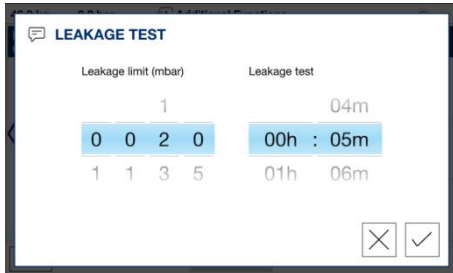 LEAKAGE TEST
Leakage limit (mbar) Leakage test
1 04m
0 0 2 0 00h : 05m
1 1 3 5 01h 06m